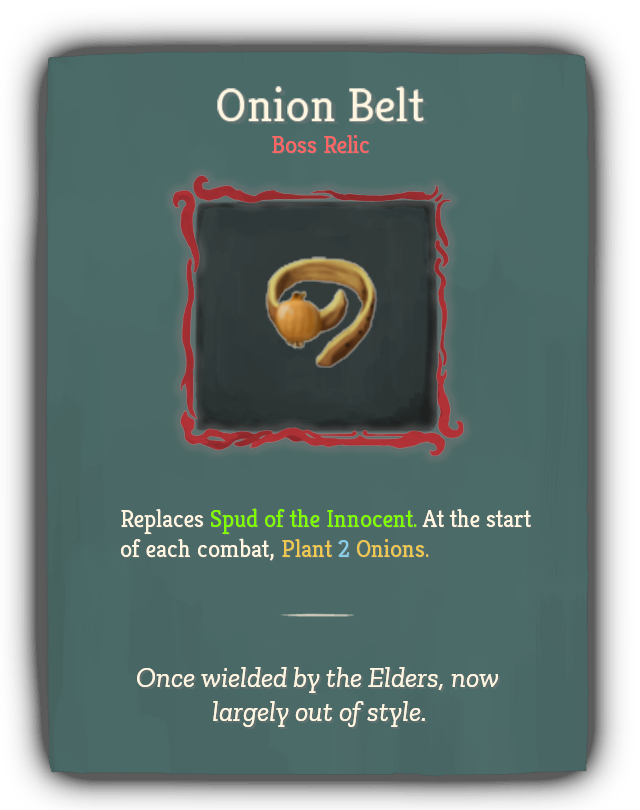 Onion Belt
Boss Relic
Replaces Spud of the Innocent. At the start
of each combat, Plant 2 Onions.
Once wielded by the Elders, now
largely out of style.